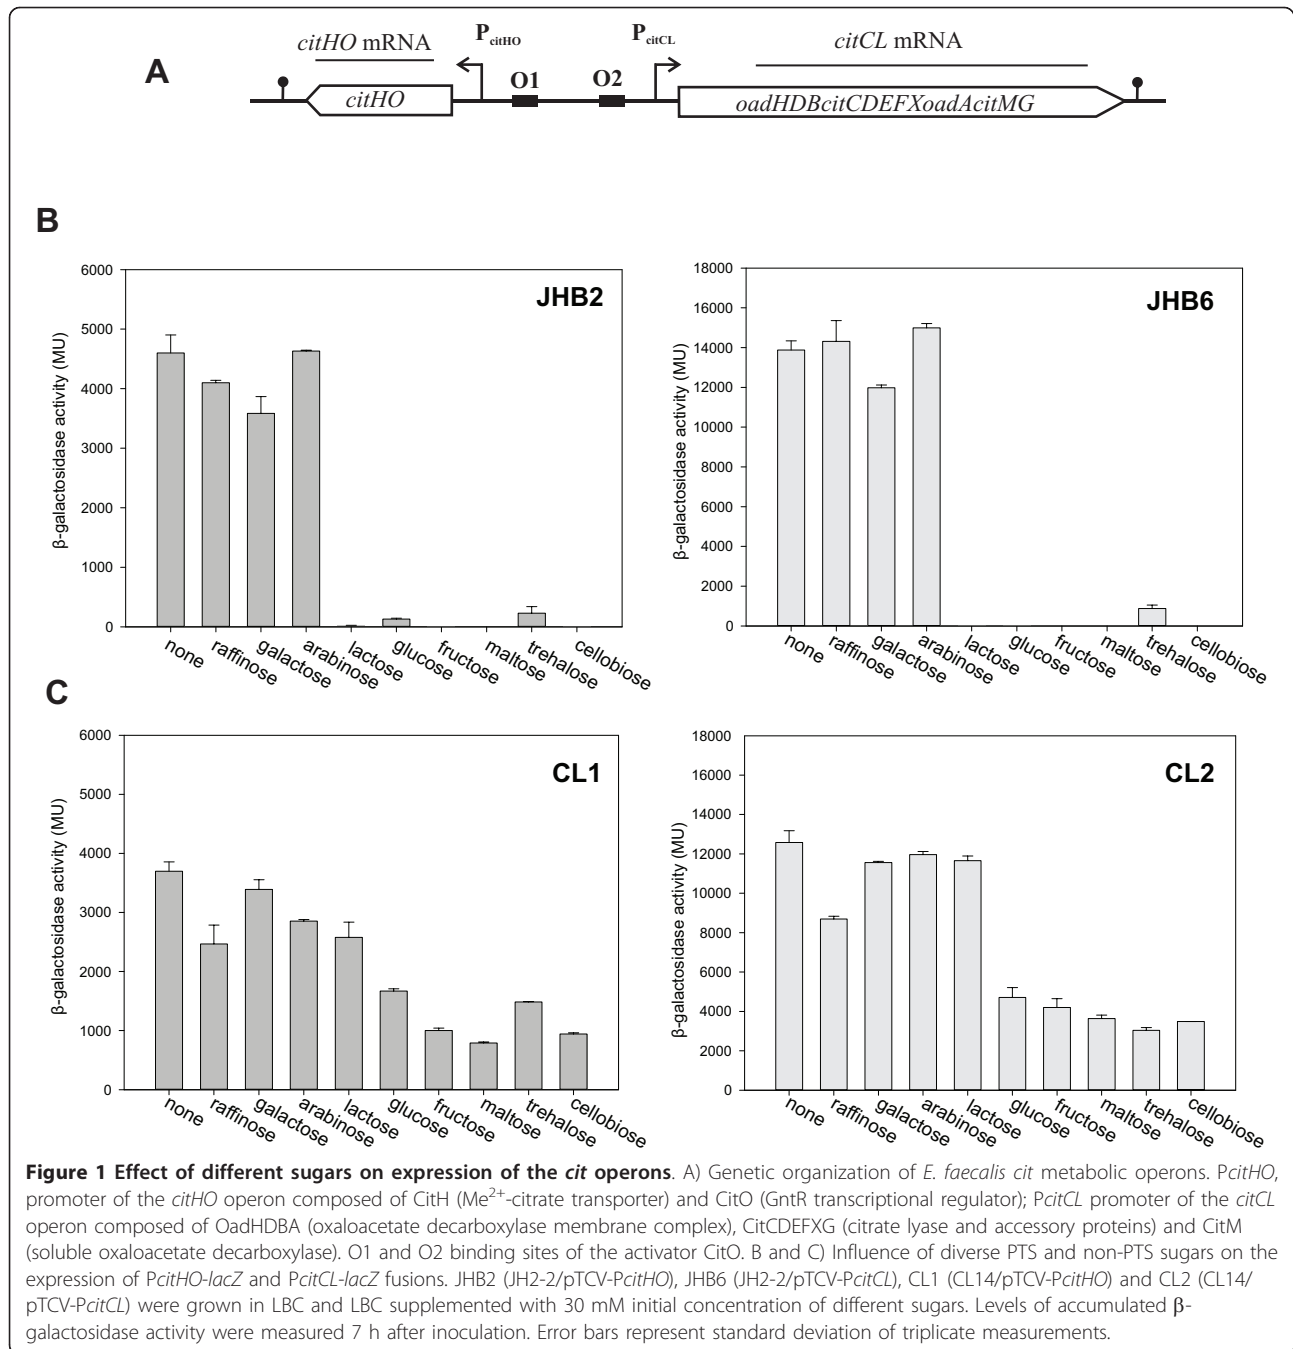 A
citHO mRNA
P citHO
P citCL
citCL mRNA
O1
O2
citHO
oadHDBcitCDEFXoadAcitMG
B
JHB2
β-galactosidase activity (MU)
6000
5000
4000
3000
2000
1000
0
none
raffinose
galactose
arabinose
lactose
glucose
fructose
maltose
trehalose
cellobiose
JHB6
β-galactosidase activity (MU)
18000
16000
14000
12000
10000
8000
6000
4000
2000
0
none
raffinose
galactose
arabinose
lactose
glucose
fructose
maltose
trehalose
cellobiose
C
CL1
β-galactosidase activity (MU)
6000
5000
4000
3000
2000
1000
0
none
raffinose
galactose
arabinose
lactose
glucose
fructose
maltose
trehalose
cellobiose
CL2
β-galactosidase activity (MU)
18000
16000
14000
12000
10000
8000
6000
4000
2000
0
none
raffinose
galactose
arabinose
lactose
glucose
fructose
maltose
trehalose
cellobiose
Figure 1 Effect of different sugars on expression of the cit operons. A) Genetic organization of E. faecalis cit metabolic operons. PcitHO,
promoter of the citHO operon composed of CitH (Me²⁺-citrate transporter) and CitO (GntR transcriptional regulator); PcitCL promoter of the citCL
operon composed of OadHDBA (oxaloacetate decarboxylase membrane complex), CitCDEFXG (citrate lyase and accessory proteins) and CitM
(soluble oxaloacetate decarboxylase). O1 and O2 binding sites of the activator CitO. B and C) Influence of diverse PTS and non-PTS sugars on the
expression of PcitHO-lacZ and PcitCL-lacZ fusions. JHB2 (JH2-2/pTCV-PcitHO), JHB6 (JH2-2/pTCV-PcitCL), CL1 (CL14/pTCV-PcitHO) and CL2 (CL14/
pTCV-PcitCL) were grown in LBC and LBC supplemented with 30 mM initial concentration of different sugars. Levels of accumulated β-
galactosidase activity were measured 7 h after inoculation. Error bars represent standard deviation of triplicate measurements.